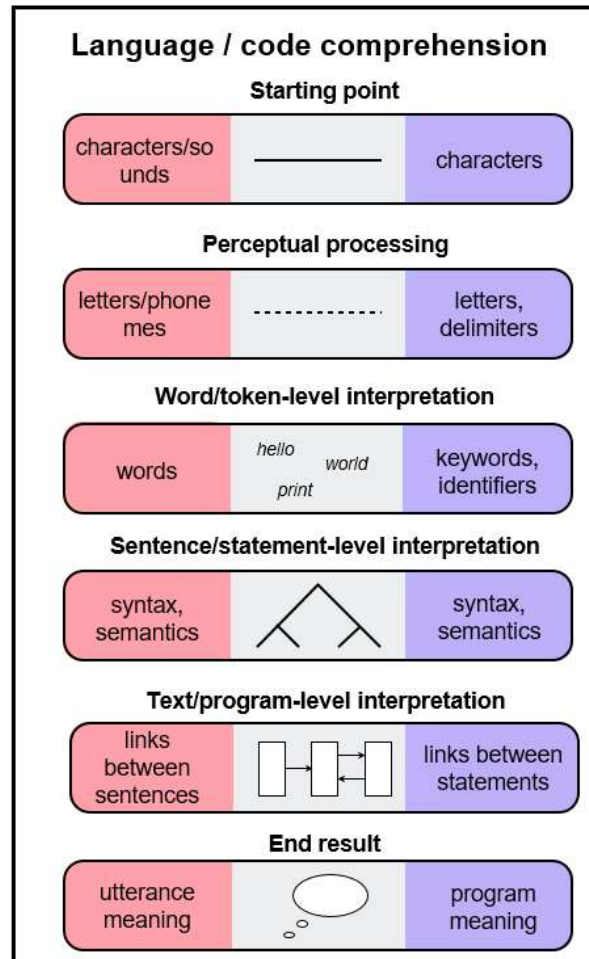 Language / code comprehension
Starting point
characters/so
unds
characters
Perceptual processing
letters/phone
mes
letters,
delimiters
Word/token-level interpretation
words
hello
world
print
keywords,
identifiers
Sentence/statement-level interpretation
syntax,
semantics
syntax,
semantics
Text/program-level interpretation
links
between
sentences
links between
statements
End result
utterance
meaning
program
meaning